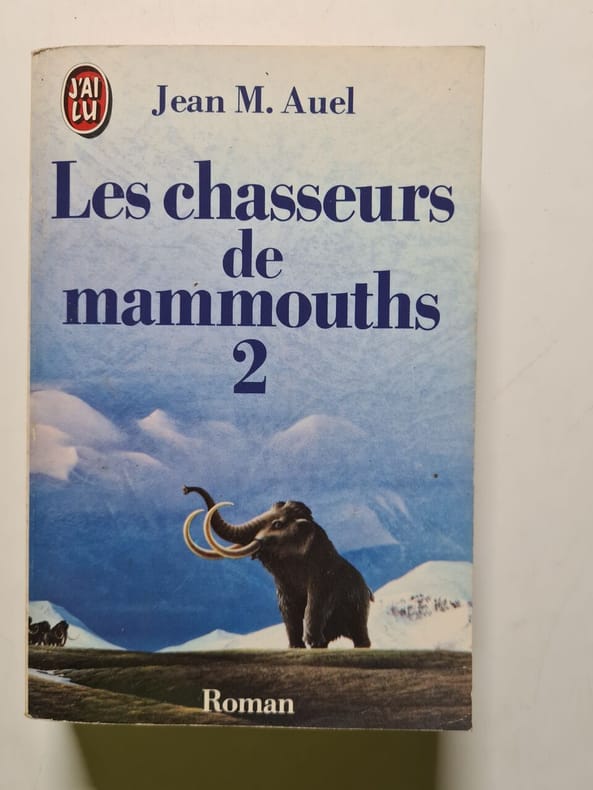 J'AI
LU
Jean M. Auel
Les chasseurs
de
mammouths
2
Roman